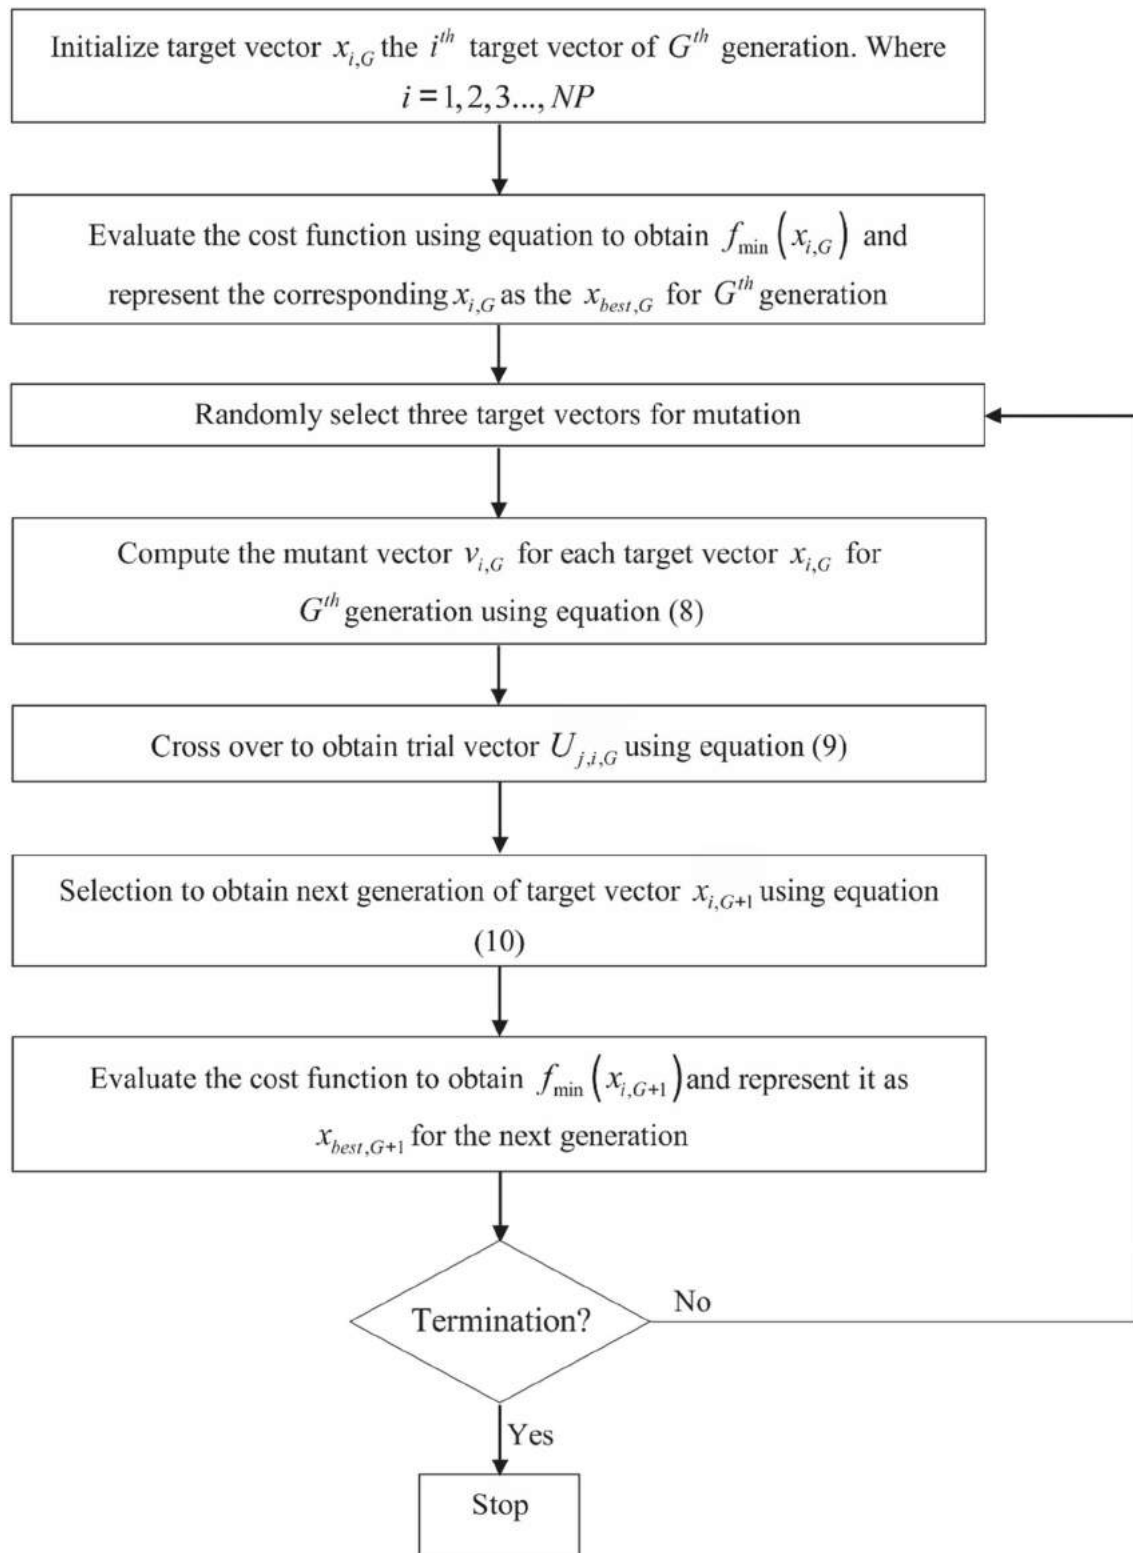 Initialize target vector x_{i,G} the i^{th} target vector of G^{th} generation. Where
i = 1,2,3..., NP
Evaluate the cost function using equation to obtain f_{min}(x_{i,G}) and
represent the corresponding x_{i,G} as the x_{best,G} for G^{th} generation
Randomly select three target vectors for mutation
Compute the mutant vector v_{i,G} for each target vector x_{i,G} for
G^{th} generation using equation (8)
Cross over to obtain trial vector U_{j,i,G} using equation (9)
Selection to obtain next generation of target vector x_{i,G+1} using equation
(10)
Evaluate the cost function to obtain f_{min}(x_{i,G+1}) and represent it as
x_{best,G+1} for the next generation
Termination?
No
Yes
Stop